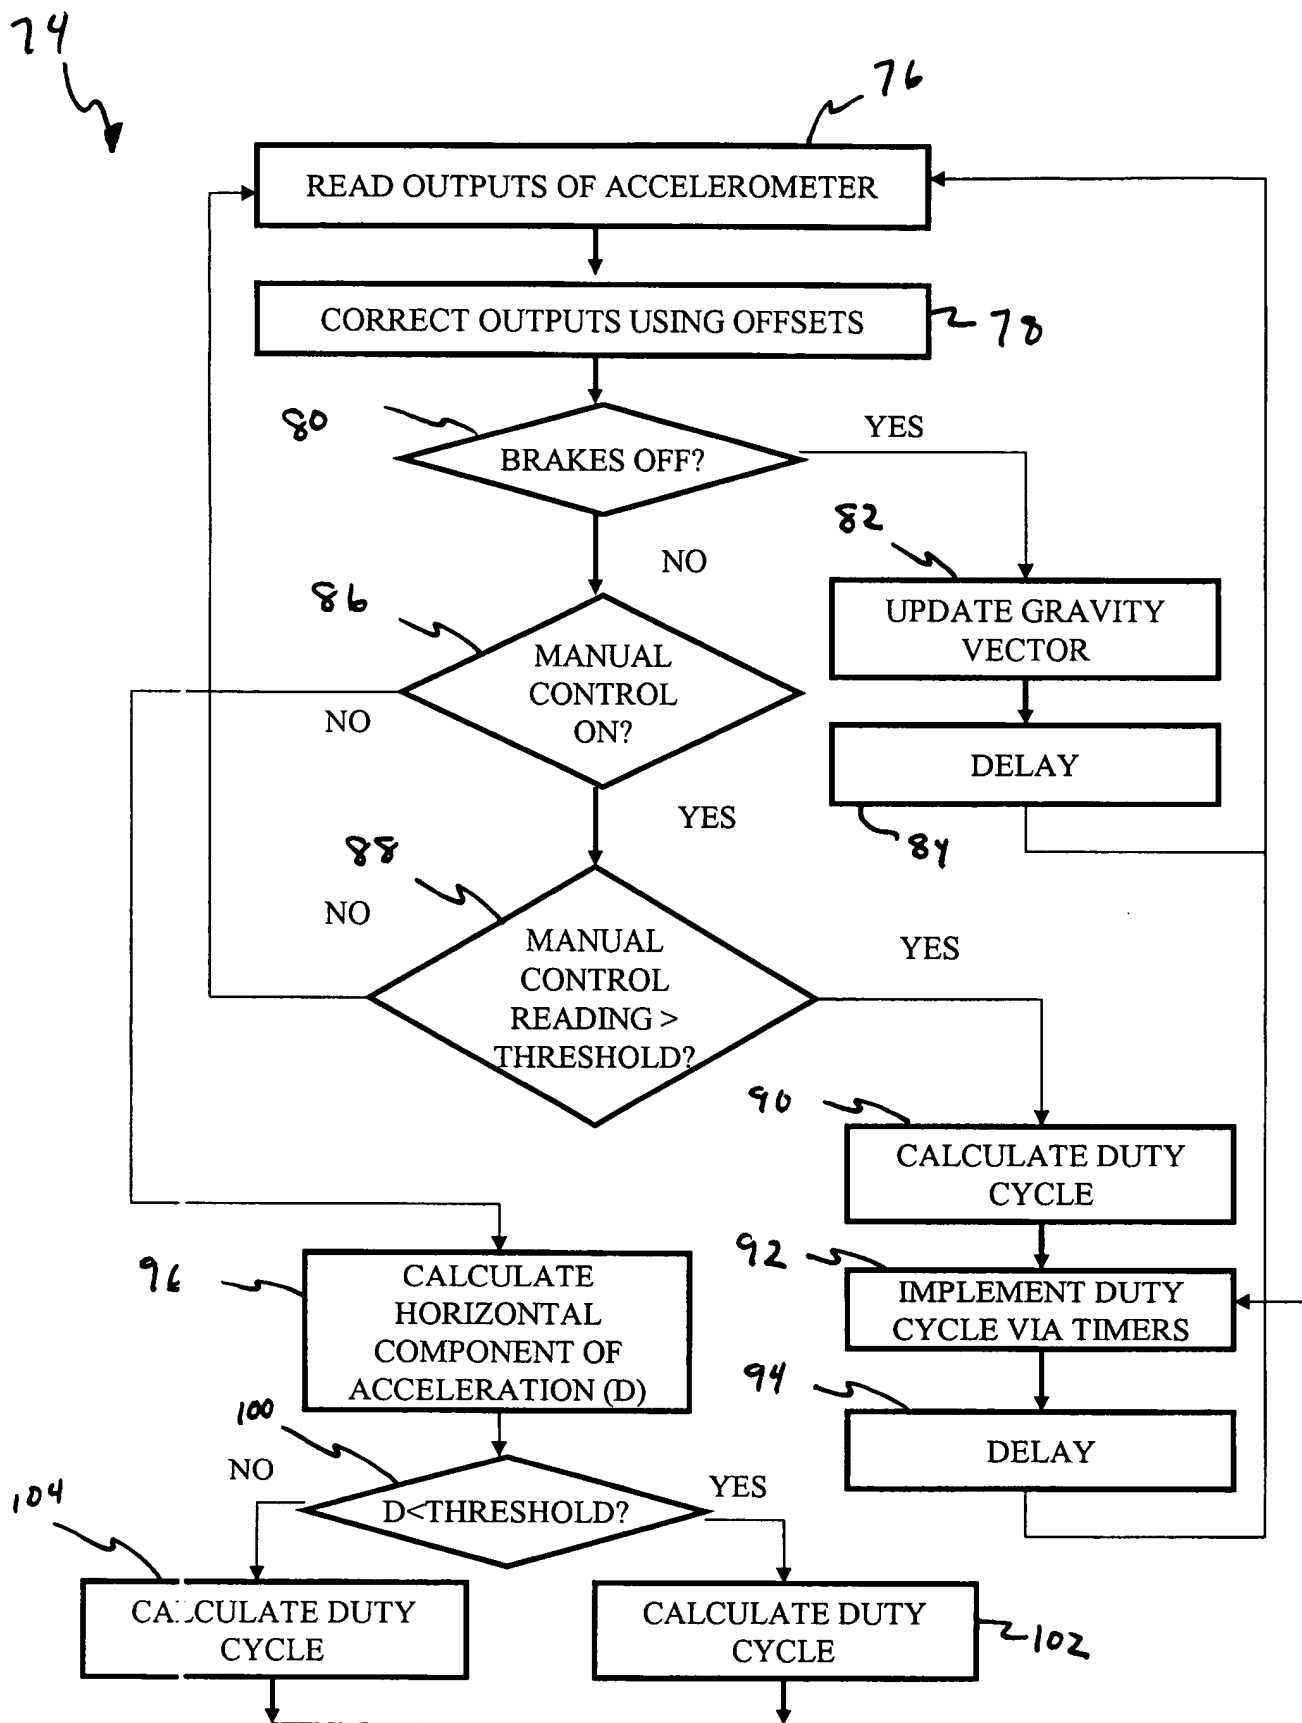 74
76
READ OUTPUTS OF ACCELEROMETER
CORRECT OUTPUTS USING OFFSETS
78
80
BRAKES OFF?
YES
NO
82
UPDATE GRAVITY
VECTOR
DELAY
84
86
MANUAL
CONTROL
ON?
NO
YES
88
MANUAL
CONTROL
READING >
THRESHOLD?
NO
YES
90
CALCULATE DUTY
CYCLE
92
IMPLEMENT DUTY
CYCLE VIA TIMERS
94
DELAY
96
CALCULATE
HORIZONTAL
COMPONENT OF
ACCELERATION (D)
100
D<THRESHOLD?
NO
YES
104
CALCULATE DUTY
CYCLE
CALCULATE DUTY
CYCLE
102